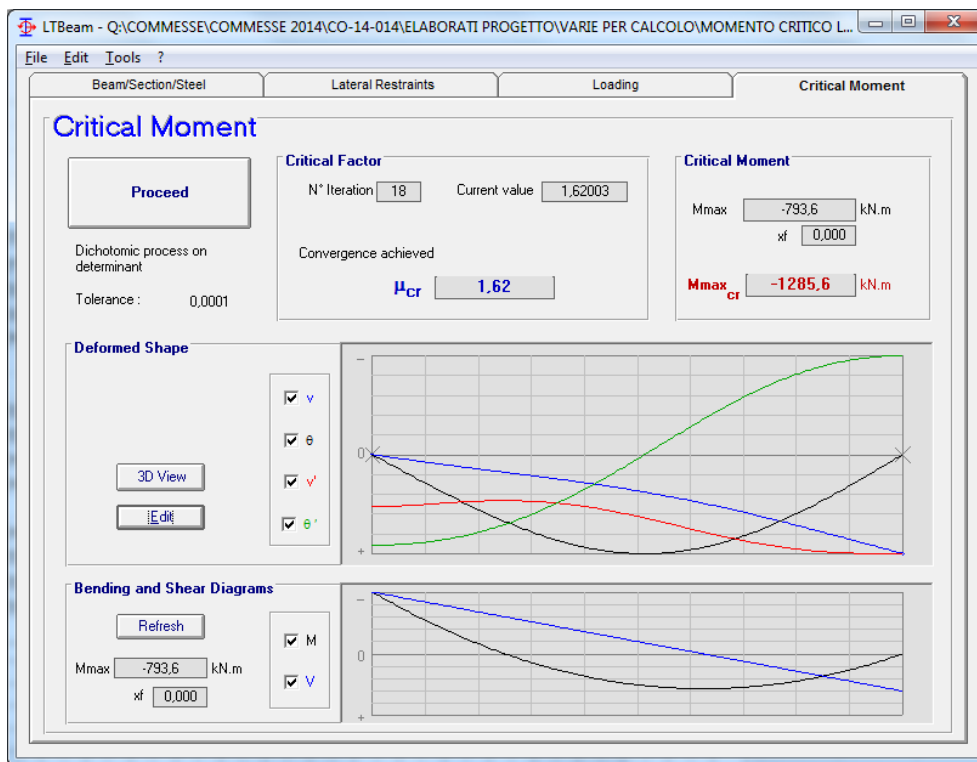 LTBeam - Q:\COMMESSE\COMMESSE 2014\CO-14-014\ELABORATI PROGETTO\VARIE PER CALCOLO\MOMENTO CRITICO L...
File Edit Tools ?
Beam/Section/Steel Lateral Restraints Loading Critical Moment
Critical Moment
Proceed
Dichotomic process on
determinant
Tolerance : 0,0001
Critical Factor
N° Iteration 18 Current value 1,62003
Convergence achieved
μcr 1,62
Critical Moment
Mmax -793,6 kN.m
xf 0,000
Mmax cr -1285,6 kN.m
Deformed Shape
v
θ
v'
θ'
3D View
Edit
−
0
+
Bending and Shear Diagrams
Refresh
Mmax -793,6 kN.m
xf 0,000
M
V
−
0
+